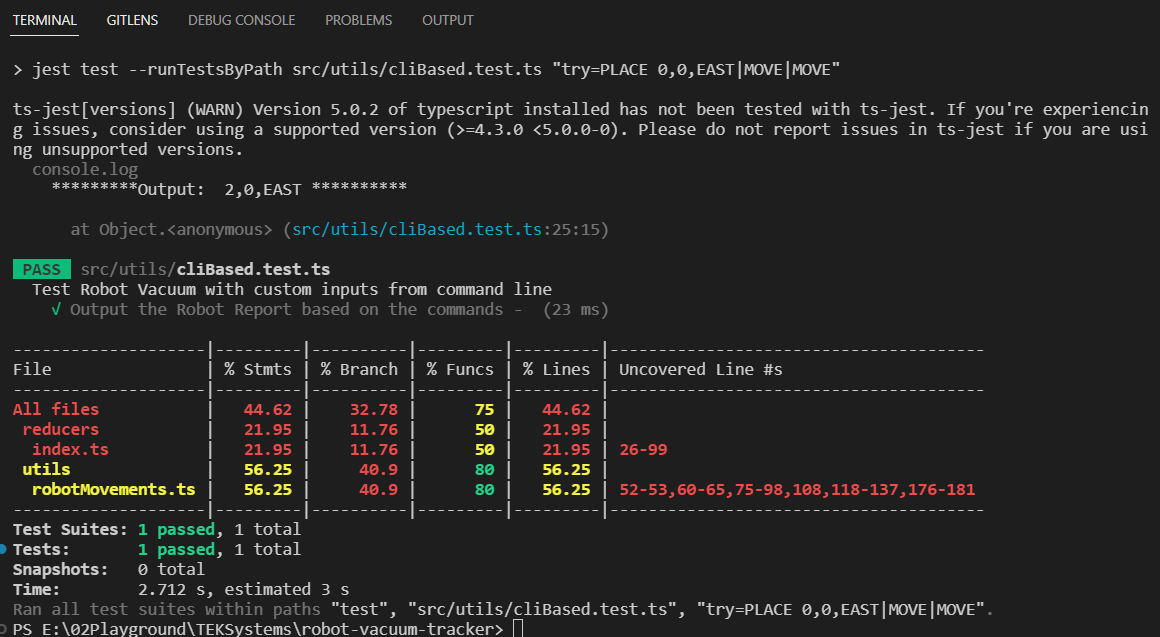 TERMINAL GITLENS DEBUG CONSOLE PROBLEMS OUTPUT
> jest test --runTestsByPath src/utils/cliBased.test.ts "try=PLACE 0,0,EAST|MOVE|MOVE"
ts-jest[versions] (WARN) Version 5.0.2 of typescript installed has not been tested with ts-jest. If you're experiencin
g issues, consider using a supported version (>=4.3.0 <5.0.0-0). Please do not report issues in ts-jest if you are usi
ng unsupported versions.
  console.log
    *********Output:  2,0,EAST **********
      at Object.<anonymous> (src/utils/cliBased.test.ts:25:15)
PASS src/utils/cliBased.test.ts
  Test Robot Vacuum with custom inputs from command line
    √ Output the Robot Report based on the commands -  (23 ms)
--------------------|---------|----------|---------|---------|---------------------------------------
File                | % Stmts | % Branch | % Funcs | % Lines | Uncovered Line #s
--------------------|---------|----------|---------|---------|---------------------------------------
All files           |   44.62 |    32.78 |      75 |   44.62 |
 reducers           |   21.95 |    11.76 |      50 |   21.95 |
  index.ts          |   21.95 |    11.76 |      50 |   21.95 | 26-99
 utils              |   56.25 |     40.9 |      80 |   56.25 |
  robotMovements.ts |   56.25 |     40.9 |      80 |   56.25 | 52-53,60-65,75-98,108,118-137,176-181
--------------------|---------|----------|---------|---------|---------------------------------------
Test Suites: 1 passed, 1 total
Tests:       1 passed, 1 total
Snapshots:   0 total
Time:        2.712 s, estimated 3 s
Ran all test suites within paths "test", "src/utils/cliBased.test.ts", "try=PLACE 0,0,EAST|MOVE|MOVE".
PS E:\02Playground\TEKSystems\robot-vacuum-tracker>